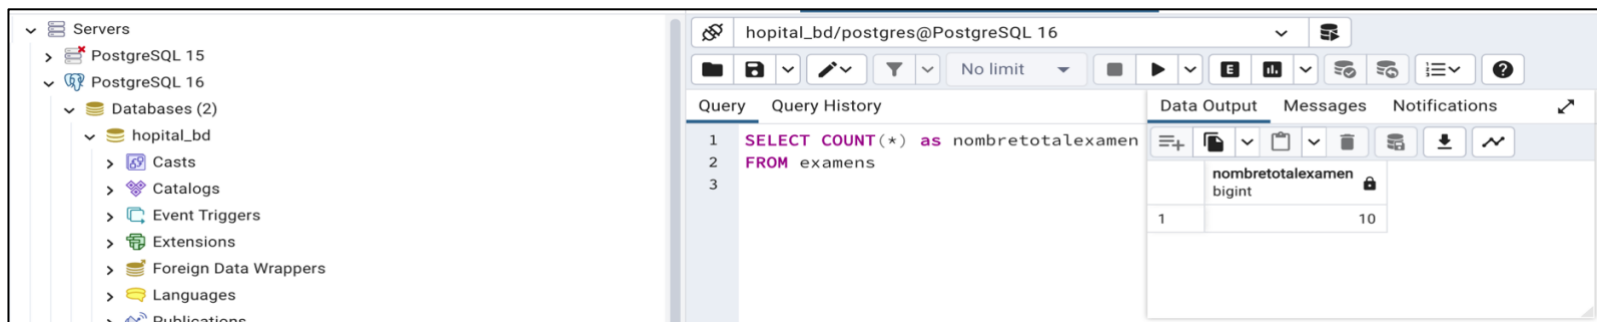 Servers
PostgreSQL 15
PostgreSQL 16
Databases (2)
hopital_bd
Casts
Catalogs
Event Triggers
Extensions
Foreign Data Wrappers
Languages
Publications
hopital_bd/postgres@PostgreSQL 16
No limit
E
Query Query History
1 SELECT COUNT(*) as nombretotalexamen
2 FROM examens
3
Data Output Messages Notifications
nombretotalexamen
bigint
1 10